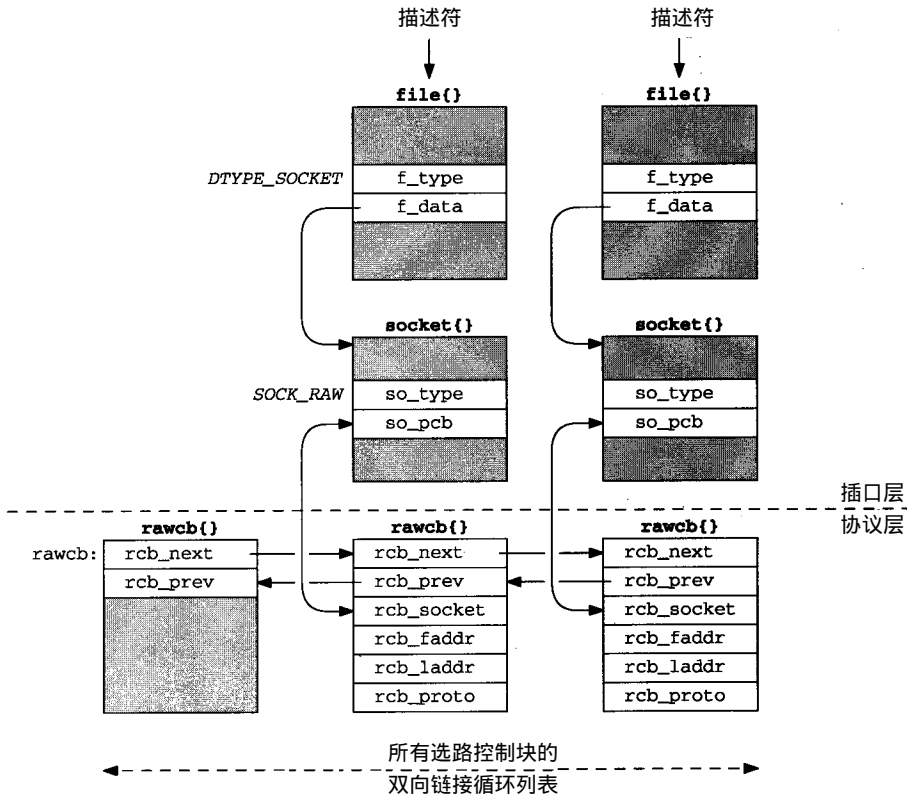 描述符 描述符
file{} file{}
DTYPE_SOCKET f_type f_type
f_data f_data
socket{} socket{}
SOCK_RAW so_type so_type
so_pcb so_pcb
插口层
协议层
rawcb{} rawcb{} rawcb{}
rawcb: rcb_next rcb_next rcb_next
rcb_prev rcb_prev rcb_prev
rcb_socket rcb_socket
rcb_faddr rcb_faddr
rcb_laddr rcb_laddr
rcb_proto rcb_proto
所有选路控制块的
双向链接循环列表